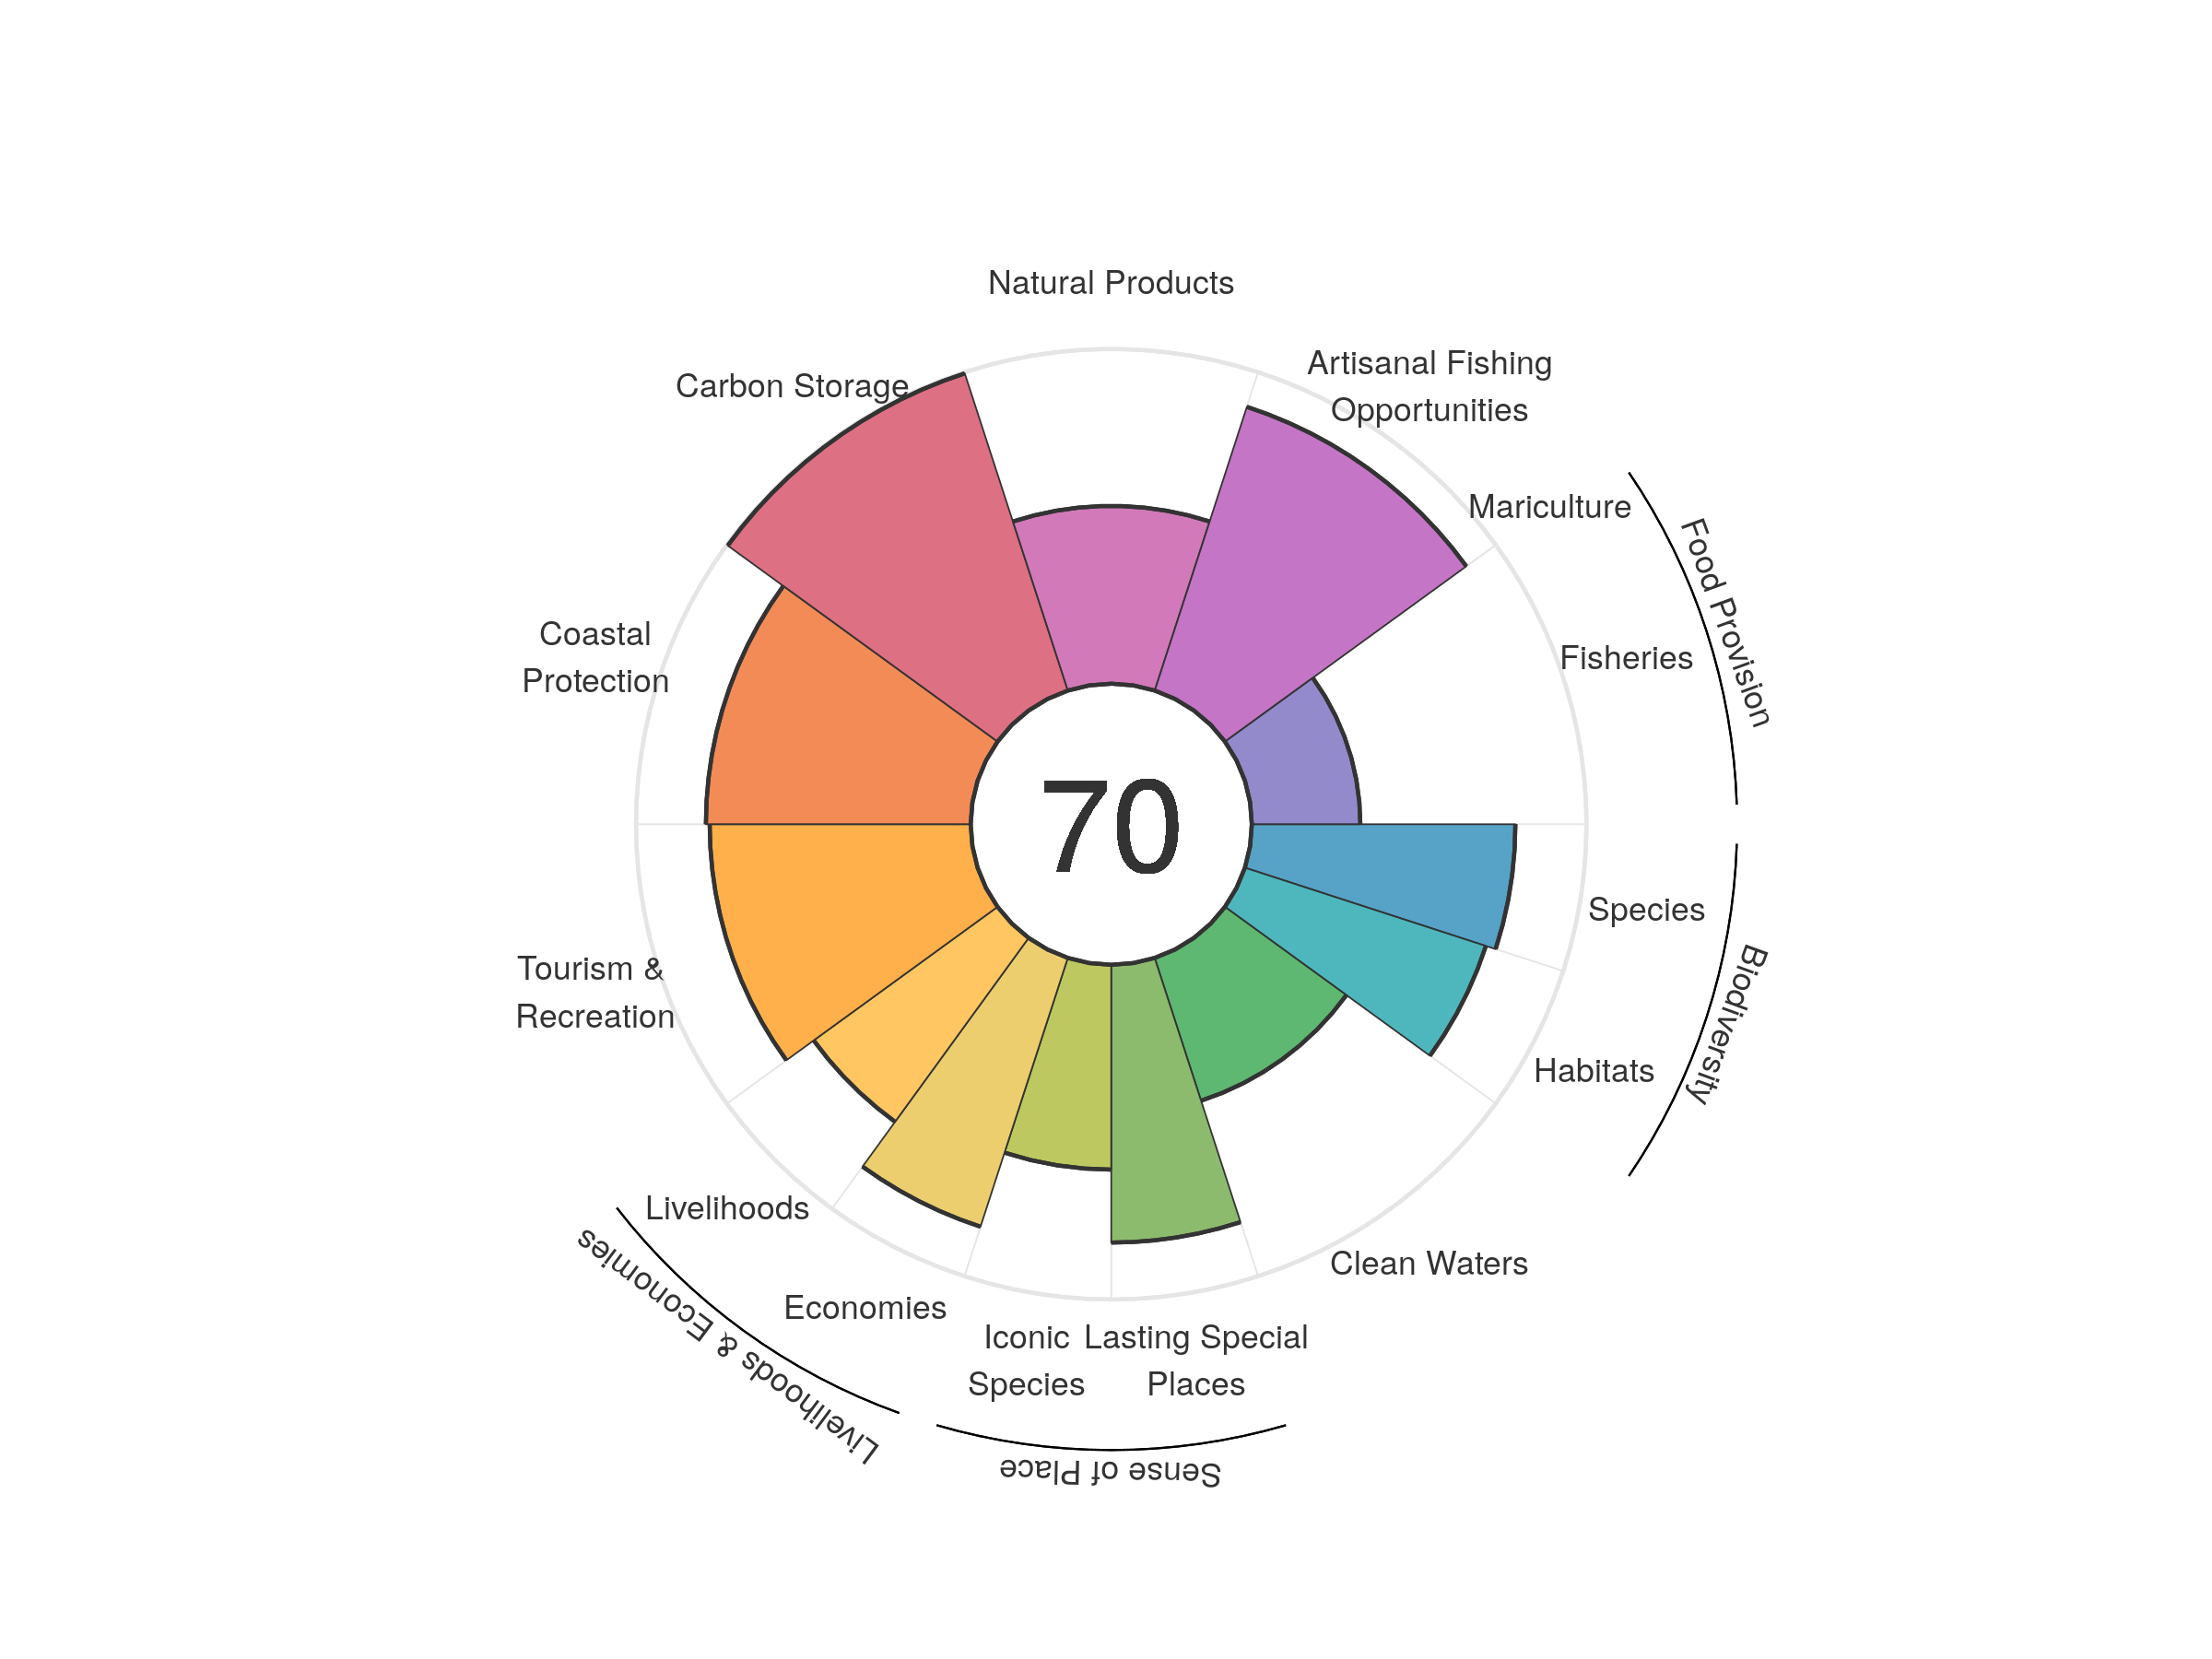 Natural Products
Artisanal Fishing
Opportunities
Carbon Storage
Mariculture
Food Provision
Fisheries
Coastal
Protection
70
Species
Biodiversity
Tourism &
Recreation
Habitats
Livelihoods
Livelihoods & Economies
Clean Waters
Economies
Iconic
Species
Lasting Special
Places
Sense of Place